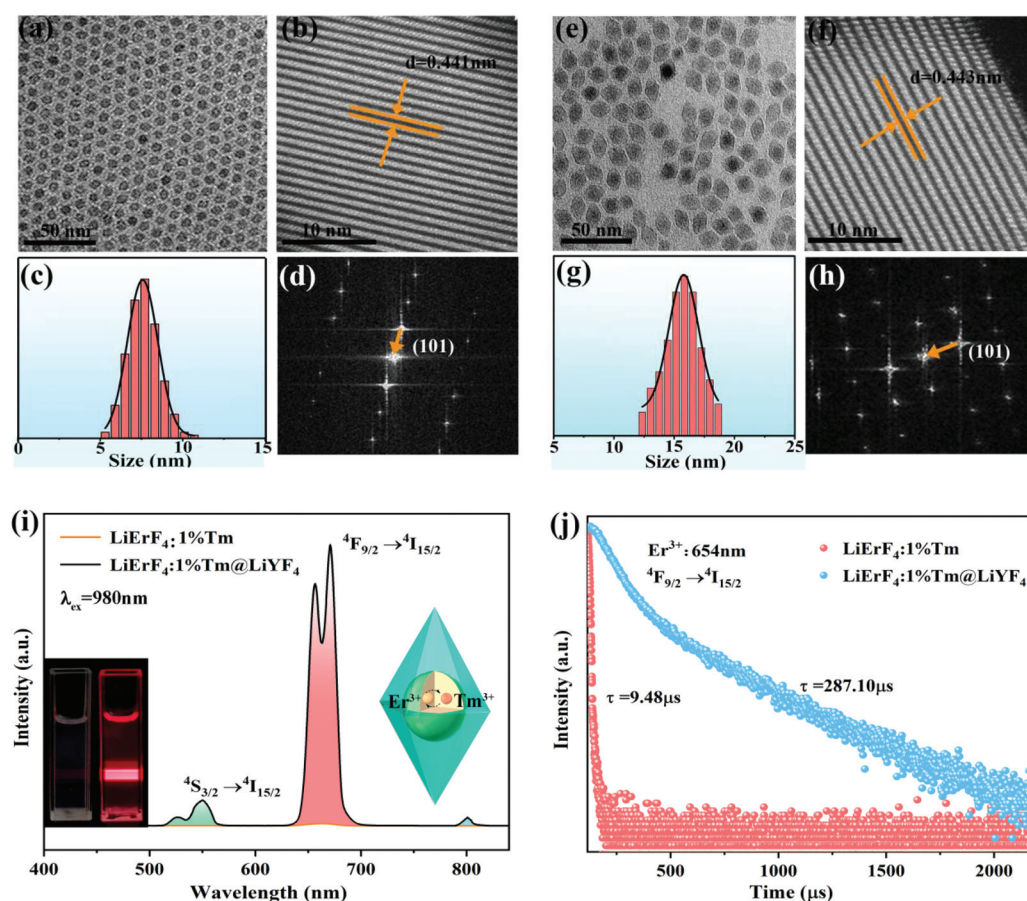 (a)
50 nm
(b)
d=0.441nm
10 nm
(e)
50 nm
(f)
d=0.443nm
10 nm
(c)
0 5 10 15
Size (nm)
(d)
(101)
(g)
5 10 15 20 25
Size (nm)
(h)
(101)
(i)
LiErF₄:1%Tm
LiErF₄:1%Tm@LiYF₄
λₑₓ=980nm
⁴F₉/₂→⁴I₁₅/₂
Er³⁺ Tm³⁺
⁴S₃/₂→⁴I₁₅/₂
Intensity (a.u.)
400 500 600 700 800
Wavelength (nm)
(j)
Er³⁺:654nm
⁴F₉/₂→⁴I₁₅/₂
LiErF₄:1%Tm
LiErF₄:1%Tm@LiYF₄
τ=9.48μs
τ=287.10μs
Intensity (a.u.)
500 1000 1500 2000
Time (μs)